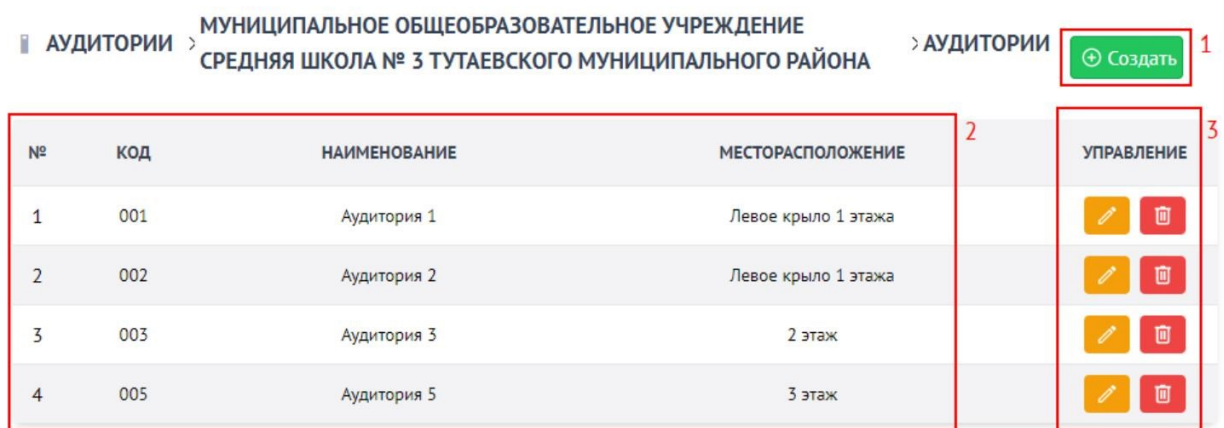 АУДИТОРИИ > МУНИЦИПАЛЬНОЕ ОБЩЕОБРАЗОВАТЕЛЬНОЕ УЧРЕЖДЕНИЕ
СРЕДНЯЯ ШКОЛА № 3 ТУТАЕВСКОГО МУНИЦИПАЛЬНОГО РАЙОНА > АУДИТОРИИ
Создать 1
2 3
№ КОД НАИМЕНОВАНИЕ МЕСТОРАСПОЛОЖЕНИЕ УПРАВЛЕНИЕ
1 001 Аудитория 1 Левое крыло 1 этажа
2 002 Аудитория 2 Левое крыло 1 этажа
3 003 Аудитория 3 2 этаж
4 005 Аудитория 5 3 этаж